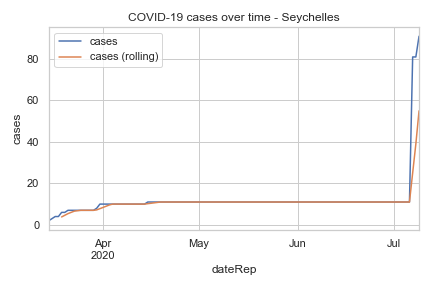 COVID-19 cases over time - Seychelles
cases
cases (rolling)
80
60
40
20
0
cases
Apr
2020
May
Jun
Jul
dateRep